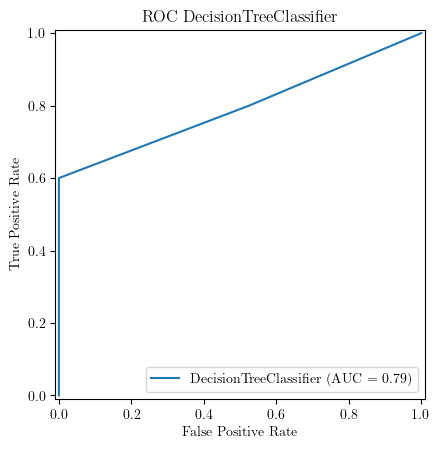 ROC DecisionTreeClassifier
1.0
0.8
0.6
0.4
0.2
0.0
True Positive Rate
DecisionTreeClassifier (AUC = 0.79)
0.0 0.2 0.4 0.6 0.8 1.0
False Positive Rate